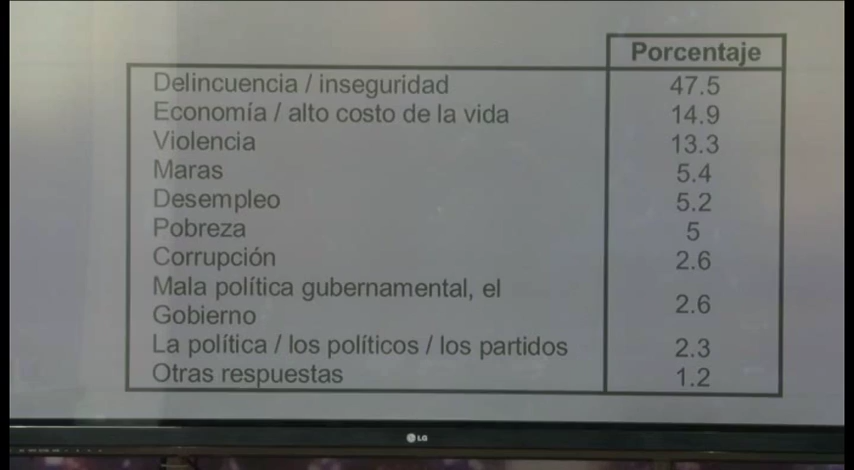 Porcentaje
Delincuencia / inseguridad 47.5
Economía / alto costo de la vida 14.9
Violencia 13.3
Maras 5.4
Desempleo 5.2
Pobreza 5
Corrupción 2.6
Mala política gubernamental, el
Gobierno 2.6
La política / los políticos / los partidos 2.3
Otras respuestas 1.2
LG